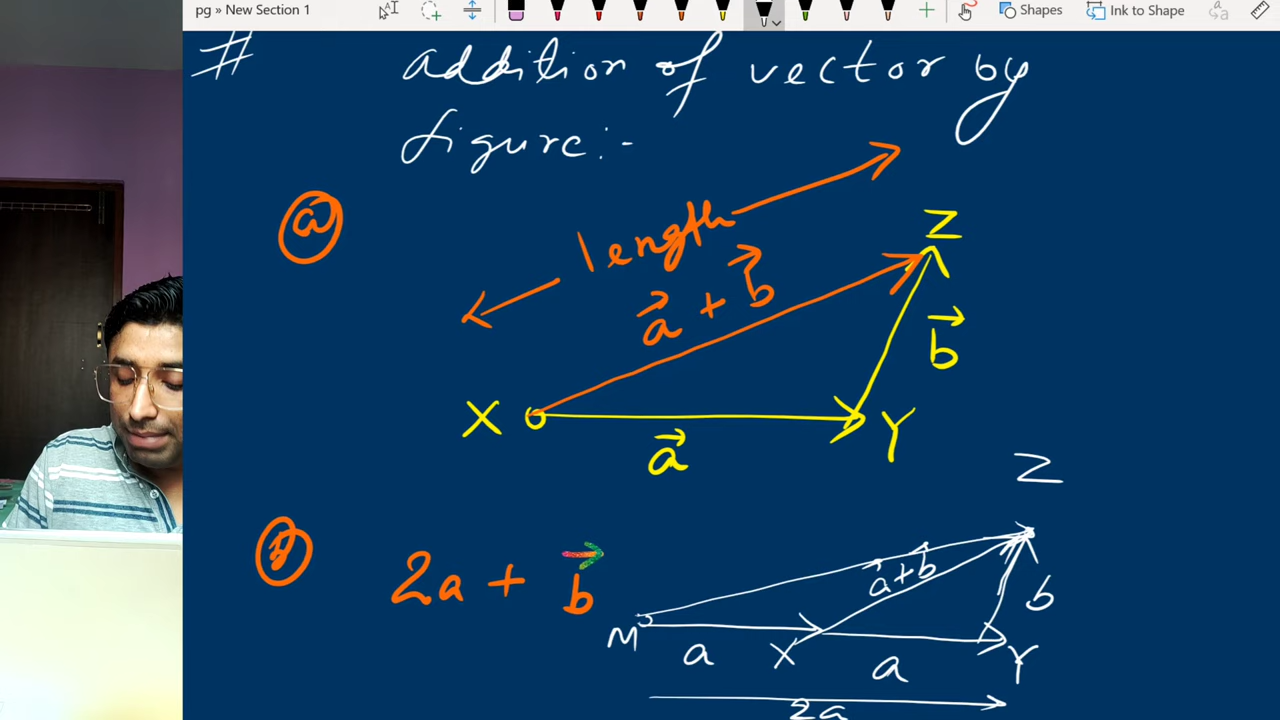 pg » New Section 1
Shapes
Ink to Shape
# addition of vector by
figure:-
(a)
length
a⃗ + b⃗
Z
b⃗
X
Y
a⃗
Z
2a + b⃗
a⃗+b⃗
b
M
a
X
a
Y
2a